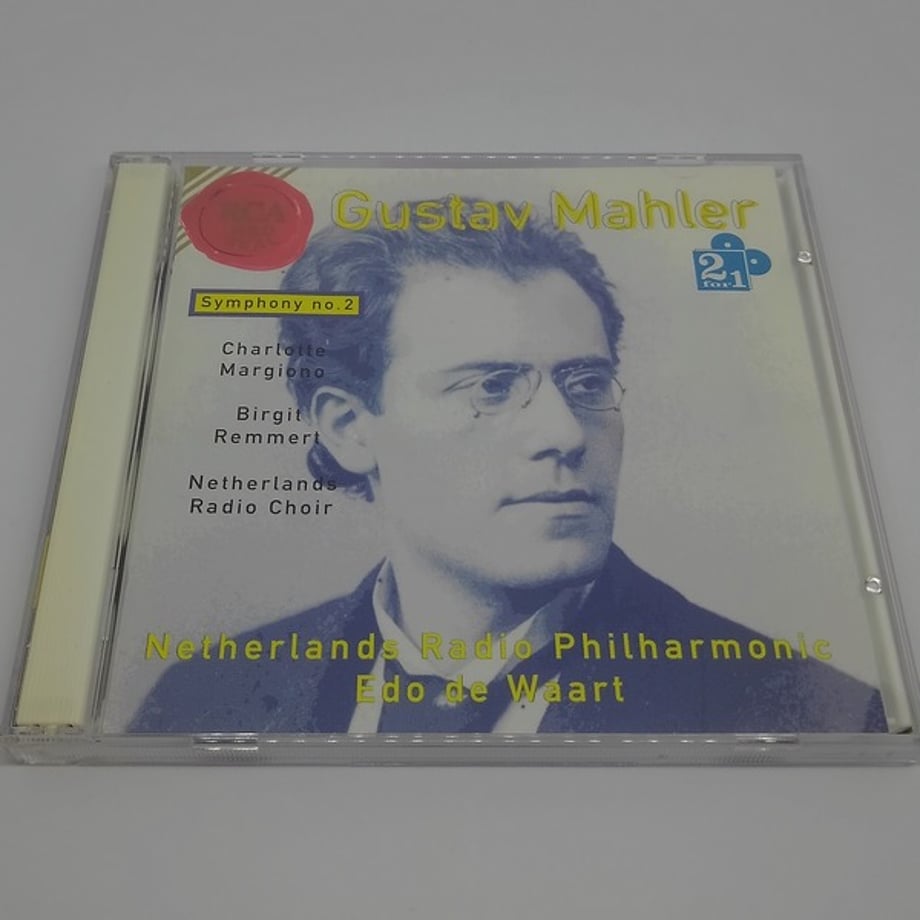 RCA
Gustav Mahler
2
for 1
Symphony no.2
Charlotte
Margiono
Birgit
Remmert
Netherlands
Radio Choir
Netherlands Radio Philharmonic
Edo de Waart